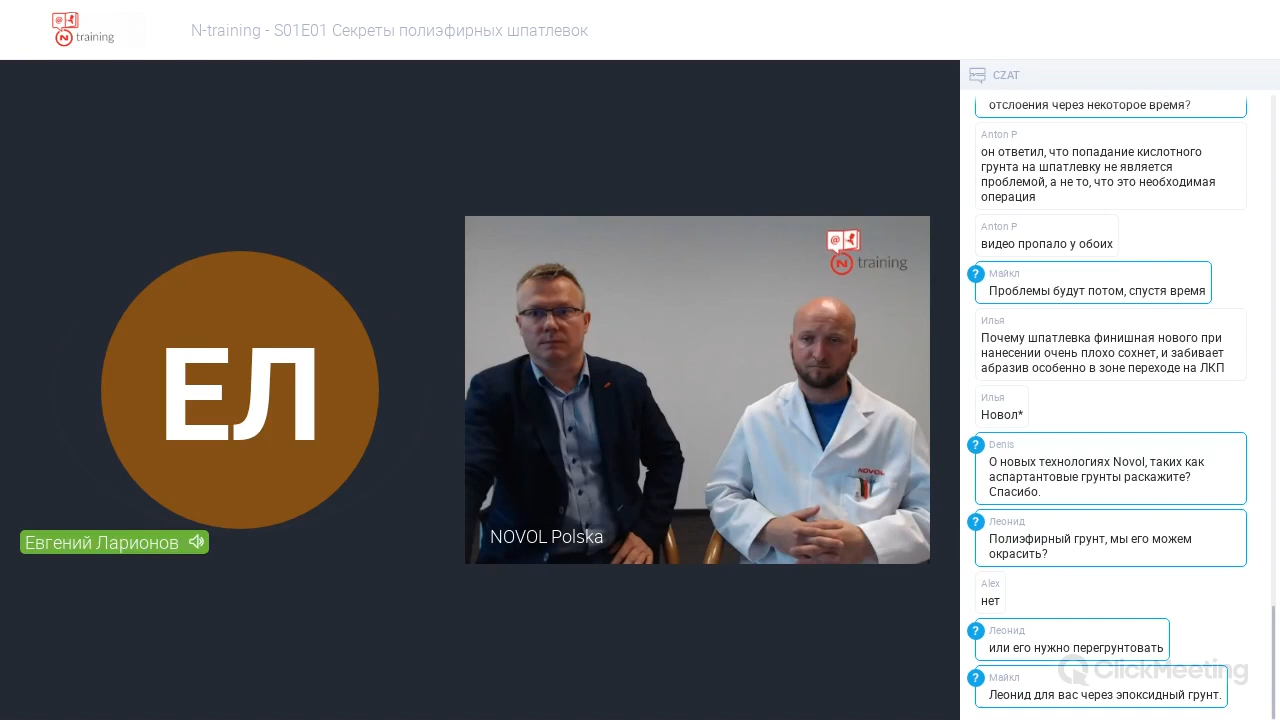 @
N training
N-training - S01E01 Секреты полиэфирных шпатлевок
CZAT
отслоения через некоторое время?
Anton P
он ответил, что попадание кислотного
грунта на шпатлевку не является
проблемой, а не то, что это необходимая
операция
Anton P
видео пропало у обоих
? Майкл
Проблемы будут потом, спустя время
Илья
Почему шпатлевка финишная нового при
нанесении очень плохо сохнет, и забивает
абразив особенно в зоне переходе на ЛКП
Илья
Новол*
? Denis
О новых технологиях Novol, таких как
аспартантовые грунты раскажите?
Спасибо.
? Леонид
Полиэфирный грунт, мы его можем
окрасить?
Alex
нет
? Леонид
или его нужно перегрунтовать
? Майкл
Леонид для вас через эпоксидный грунт.
ClickMeeting
ЕЛ
Евгений Ларионов
@
N training
NOVOL
NOVOL Polska